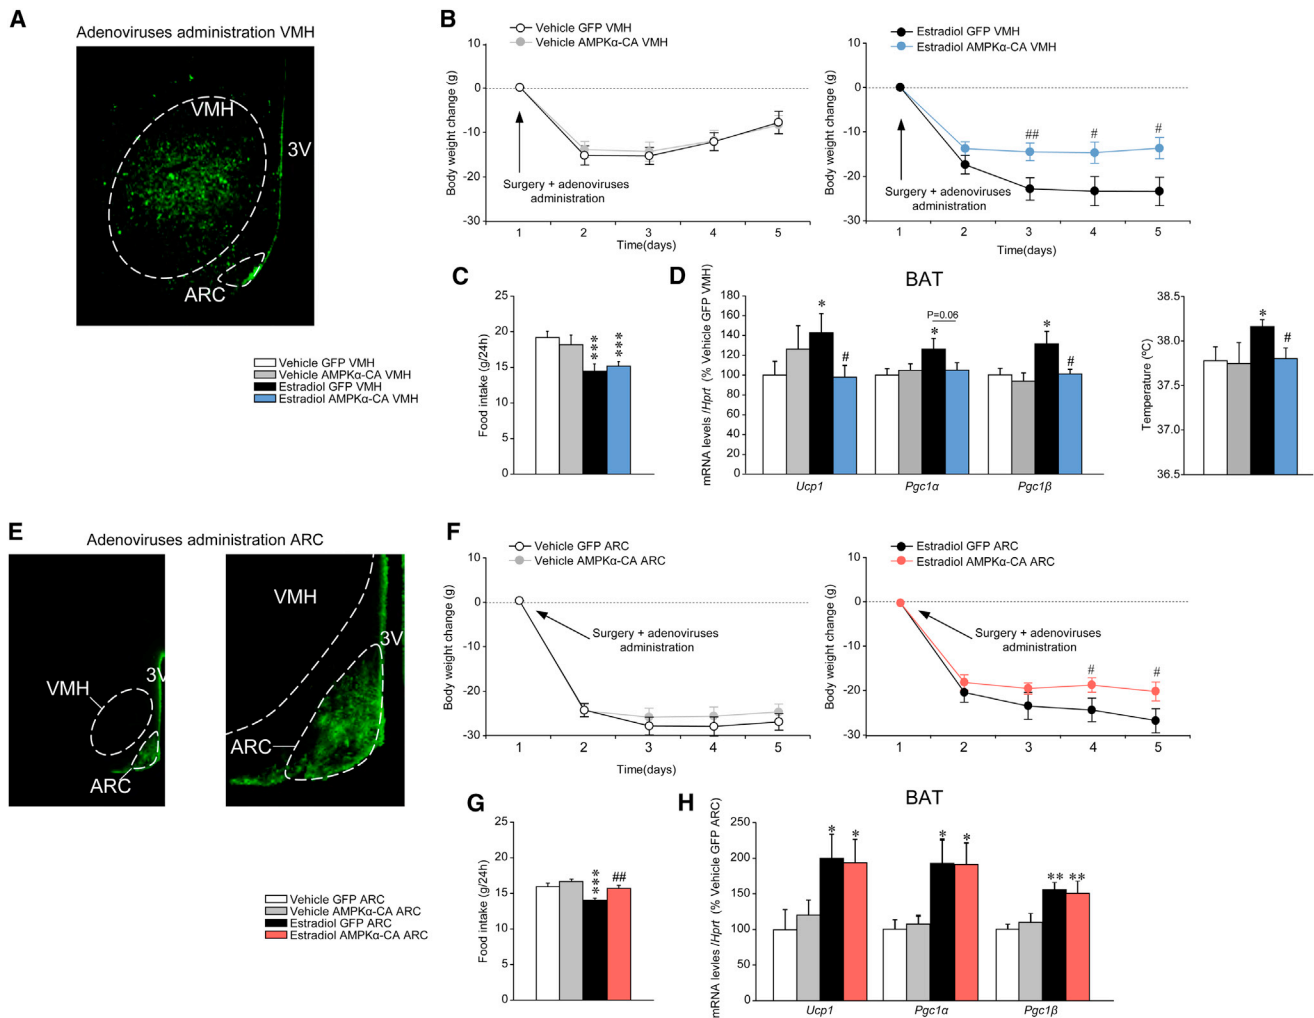 A
Adenoviruses administration VMH
VMH
3V
ARC
Vehicle GFP VMH
Vehicle AMPKα-CA VMH
Estradiol GFP VMH
Estradiol AMPKα-CA VMH
B
Vehicle GFP VMH
Vehicle AMPKα-CA VMH
Body weight change (g)
10
0
-10
-20
-30
Surgery + adenoviruses
administration
1 2 3 4 5
Time(days)
Estradiol GFP VMH
Estradiol AMPKα-CA VMH
Body weight change (g)
10
0
-10
-20
-30
## # #
Surgery + adenoviruses
administration
1 2 3 4 5
Time(days)
C
Food intake (g/24h)
25
20
15
10
5
0
*** ***
D
BAT
mRNA levels /Hprt (% Vehicle GFP VMH)
180
160
140
120
100
80
60
40
20
0
* #
P=0.06
*
* #
Ucp1 Pgc1α Pgc1β
Temperature (ºC)
38.5
38.0
37.5
37.0
36.5
* #
E
Adenoviruses administration ARC
VMH
3V
ARC
VMH
3V
ARC
Vehicle GFP ARC
Vehicle AMPKα-CA ARC
Estradiol GFP ARC
Estradiol AMPKα-CA ARC
F
Vehicle GFP ARC
Vehicle AMPKα-CA ARC
Body weight change (g)
10
0
-10
-20
-30
Surgery + adenoviruses
administration
1 2 3 4 5
Time(days)
Estradiol GFP ARC
Estradiol AMPKα-CA ARC
Body weight change (g)
10
0
-10
-20
-30
Surgery + adenoviruses
administration
# #
1 2 3 4 5
Time(days)
G
Food intake (g/24h)
25
20
15
10
5
0
*** ##
H
BAT
mRNA levles /Hprt (% Vehicle GFP ARC)
250
200
150
100
50
0
* *
* *
** **
Ucp1 Pgc1α Pgc1β